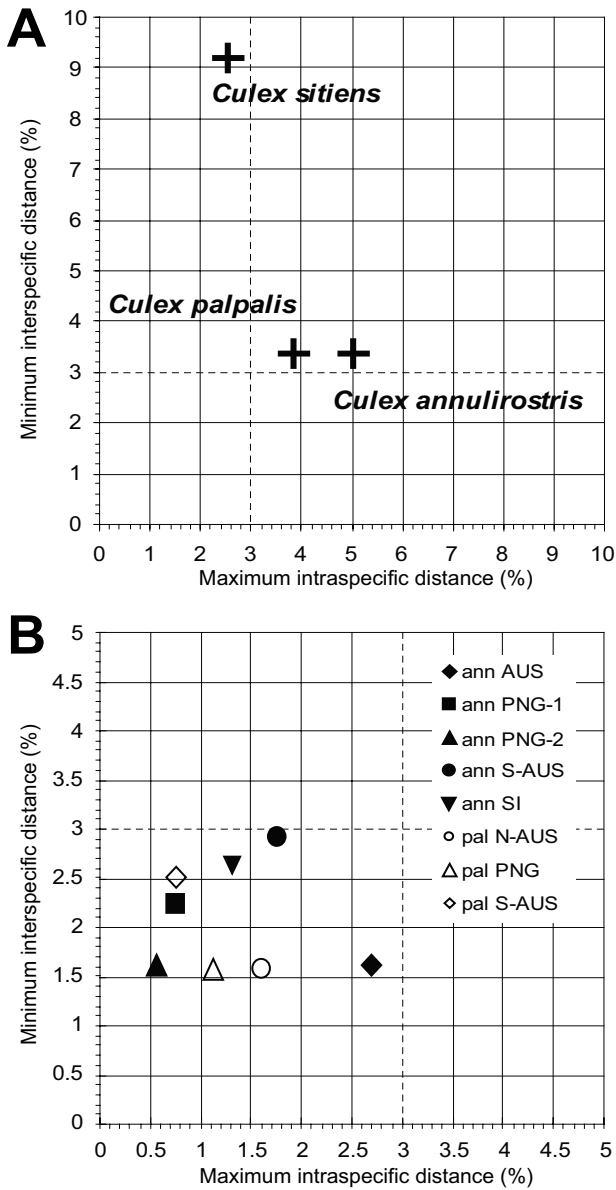 A
10
9
8
7
6
5
4
3
2
1
0
Minimum interspecific distance (%)
Culex sitiens
Culex palpalis
Culex annulirostris
0 1 2 3 4 5 6 7 8 9 10
Maximum intraspecific distance (%)
B
5
4.5
4
3.5
3
2.5
2
1.5
1
0.5
0
Minimum interspecific distance (%)
ann AUS
ann PNG-1
ann PNG-2
ann S-AUS
ann SI
pal N-AUS
pal PNG
pal S-AUS
0 0.5 1 1.5 2 2.5 3 3.5 4 4.5 5
Maximum intraspecific distance (%)